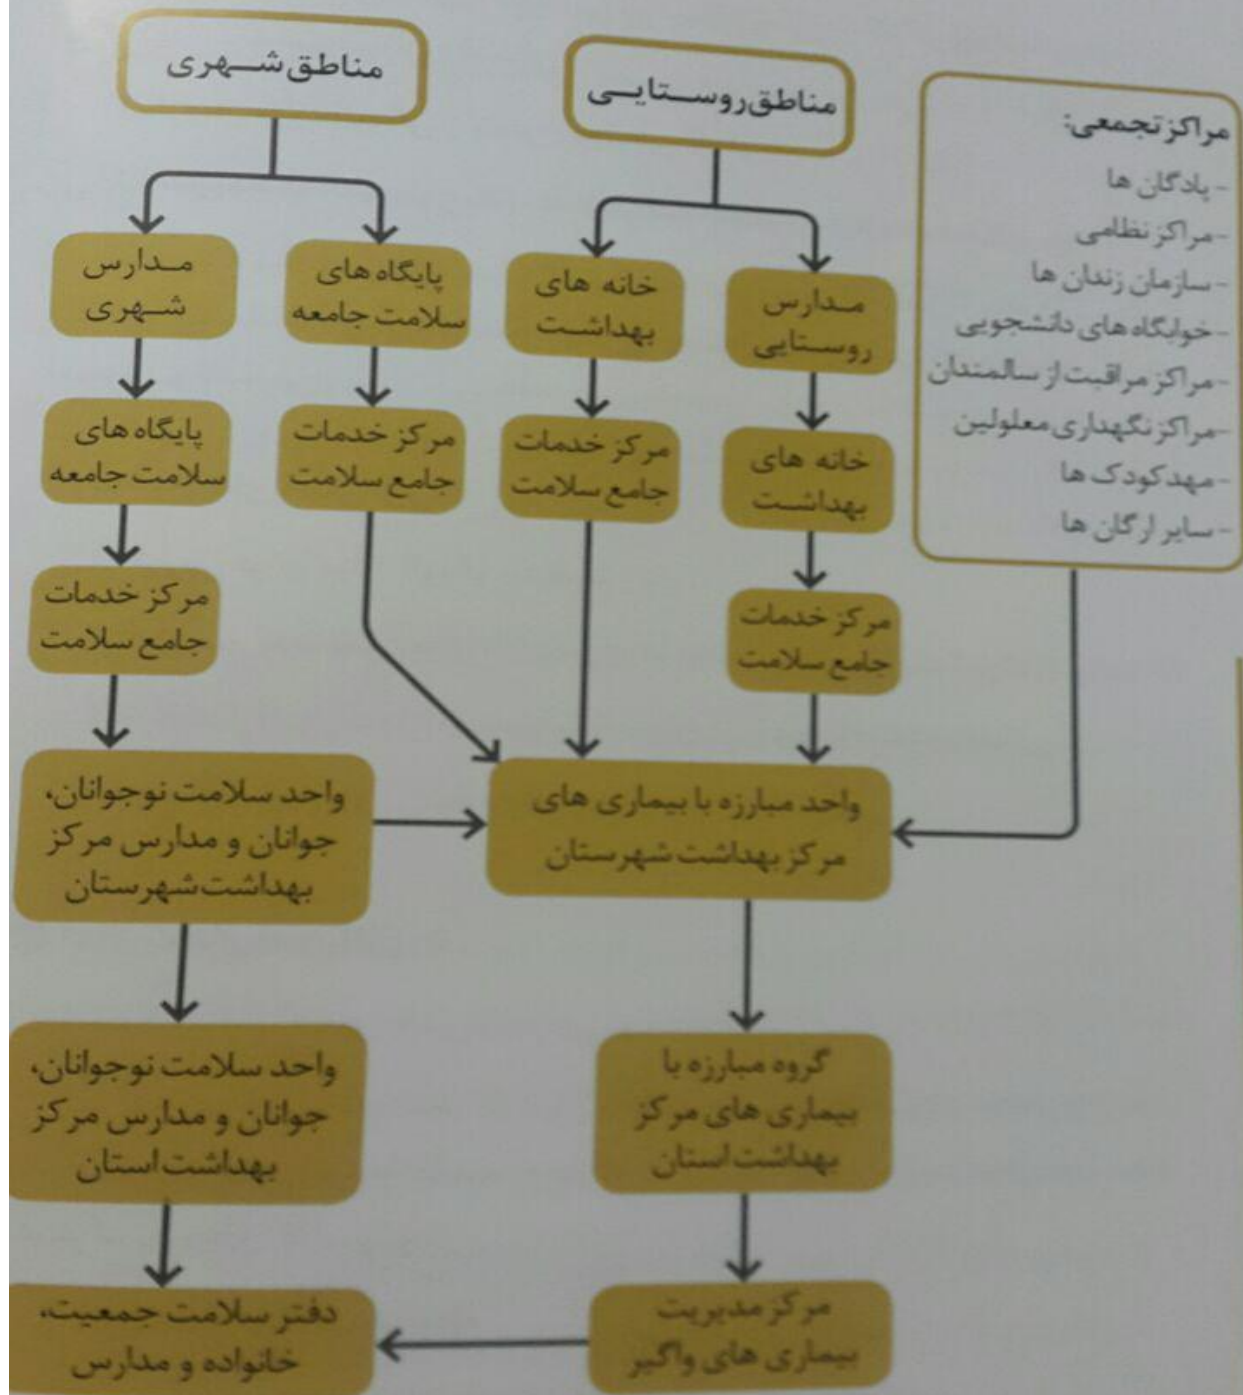 مناطق شهری
مناطق روستایی
مراکز تجمعی:
- پادگان ها
- مراکز نظامی
- سازمان زندان ها
- خوابگاه های دانشجویی
- مراکز مراقبت از سالمندان
- مراکز نگهداری معلولین
- مهد کودک ها
- سایر ارگان ها
مدارس
شهری
پایگاه های
سلامت جامعه
خانه های
بهداشت
مدارس
روستایی
پایگاه های
سلامت جامعه
مرکز خدمات
جامع سلامت
مرکز خدمات
جامع سلامت
خانه های
بهداشت
مرکز خدمات
جامع سلامت
مرکز خدمات
جامع سلامت
واحد سلامت نوجوانان،
جوانان و مدارس مرکز
بهداشت شهرستان
واحد مبارزه با بیماری های
مرکز بهداشت شهرستان
واحد سلامت نوجوانان،
جوانان و مدارس مرکز
بهداشت استان
گروه مبارزه با
بیماری های مرکز
بهداشت استان
دفتر سلامت جمعیت،
خانواده و مدارس
مرکز مدیریت
بیماری های واگیر